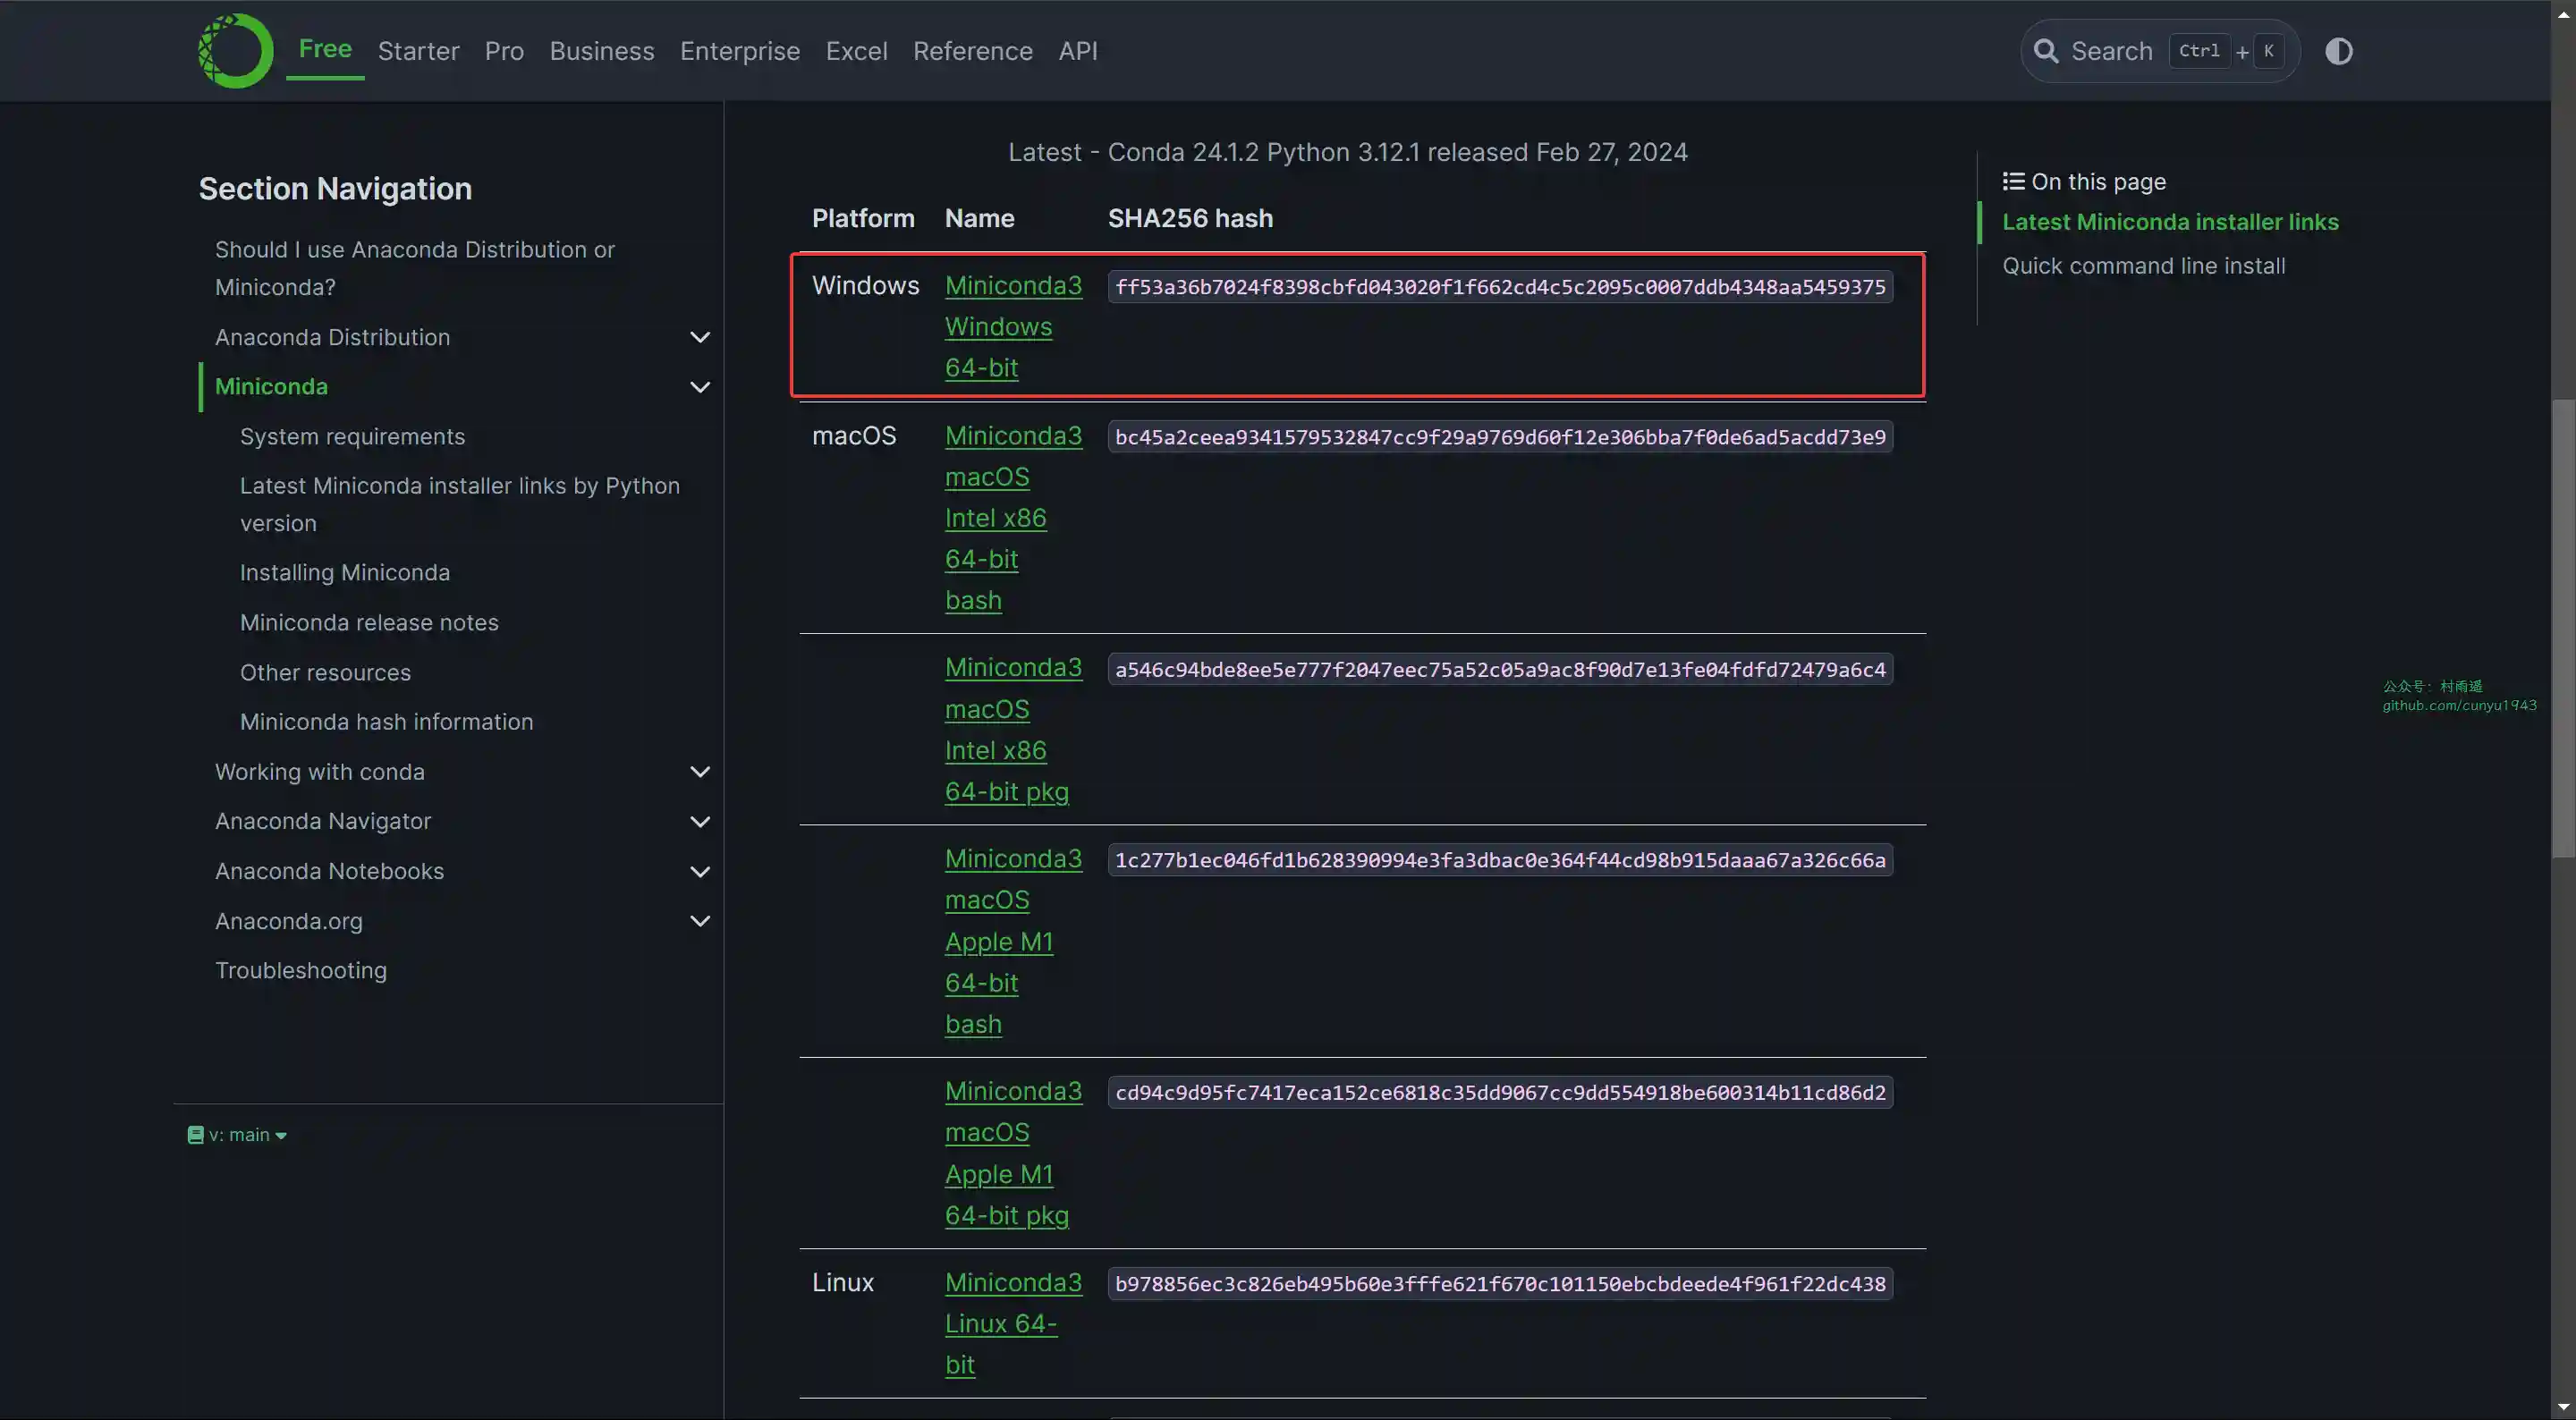 Free Starter Pro Business Enterprise Excel Reference API
Search Ctrl + K
Section Navigation
Should I use Anaconda Distribution or
Miniconda?
Anaconda Distribution
Miniconda
System requirements
Latest Miniconda installer links by Python
version
Installing Miniconda
Miniconda release notes
Other resources
Miniconda hash information
Working with conda
Anaconda Navigator
Anaconda Notebooks
Anaconda.org
Troubleshooting
v: main
Latest - Conda 24.1.2 Python 3.12.1 released Feb 27, 2024
Platform Name SHA256 hash
Windows Miniconda3 ff53a36b7024f8398cbfd043020f1f662cd4c5c2095c0007ddb4348aa5459375
Windows
64-bit
macOS Miniconda3 bc45a2ceea9341579532847cc9f29a9769d60f12e306bba7f0de6ad5acdd73e9
macOS
Intel x86
64-bit
bash
Miniconda3 a546c94bde8ee5e777f2047eec75a52c05a9ac8f90d7e13fe04fdfd72479a6c4
macOS
Intel x86
64-bit pkg
Miniconda3 1c277b1ec046fd1b628390994e3fa3dbac0e364f44cd98b915daaa67a326c66a
macOS
Apple M1
64-bit
bash
Miniconda3 cd94c9d95fc7417eca152ce6818c35dd9067cc9dd554918be600314b11cd86d2
macOS
Apple M1
64-bit pkg
Linux Miniconda3 b978856ec3c826eb495b60e3fffe621f670c101150ebcbdeede4f961f22dc438
Linux 64-
bit
On this page
Latest Miniconda installer links
Quick command line install
公众号：村雨遥
github.com/cunyu1943